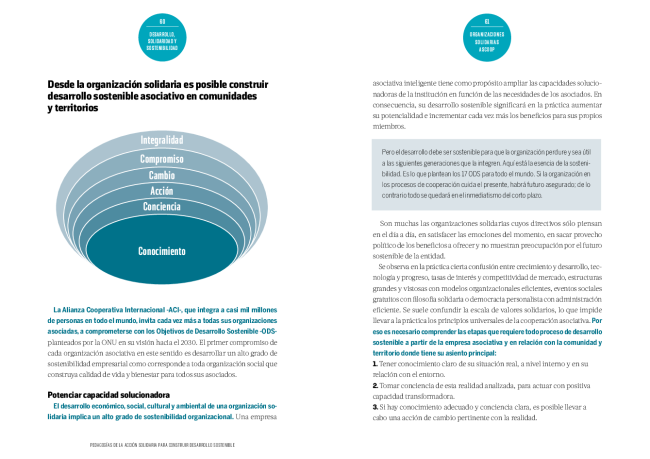 60
DESARROLLO,
SOLIDARIDAD Y
SOSTENIBILIDAD
Desde la organización solidaria es posible construir
desarrollo sostenible asociativo en comunidades
y territorios
Integralidad
Compromiso
Cambio
Acción
Conciencia
Conocimiento
La Alianza Cooperativa Internacional -ACI-, que integra a casi mil millones
de personas en todo el mundo, invita cada vez más a todas sus organizaciones
asociadas, a comprometerse con los Objetivos de Desarrollo Sostenible -ODS-
planteados por la ONU en su visión hacia el 2030. El primer compromiso de
cada organización asociativa en este sentido es desarrollar un alto grado de
sostenibilidad empresarial como corresponde a toda organización social que
construya calidad de vida y bienestar para todos sus asociados.
Potenciar capacidad solucionadora
El desarrollo económico, social, cultural y ambiental de una organización so-
lidaria implica un alto grado de sostenibilidad organizacional. Una empresa
PEDAGOGÍAS DE LA ACCIÓN SOLIDARIA PARA CONSTRUIR DESARROLLO SOSTENIBLE
61
ORGANIZACIONES
SOLIDARIAS
ASCOOP
asociativa inteligente tiene como propósito ampliar las capacidades solucio-
nadoras de la institución en función de las necesidades de los asociados. En
consecuencia, su desarrollo sostenible significará en la práctica aumentar
su potencialidad e incrementar cada vez más los beneficios para sus propios
miembros.
Pero el desarrollo debe ser sostenible para que la organización perdure y sea útil
a las siguientes generaciones que la integren. Aquí está la esencia de la sosteni-
bilidad. Es lo que plantean los 17 ODS para todo el mundo. Si la organización en
los procesos de cooperación cuida el presente, habrá futuro asegurado; de lo
contrario todo se quedará en el inmediatismo del corto plazo.
Son muchas las organizaciones solidarias cuyos directivos sólo piensan
en el día a día, en satisfacer las emociones del momento, en sacar provecho
político de los beneficios a ofrecer y no muestran preocupación por el futuro
sostenible de la entidad.
Se observa en la práctica cierta confusión entre crecimiento y desarrollo, tec-
nología y progreso, tasas de interés y competitividad de mercado, estructuras
grandes y vistosas con modelos organizacionales eficientes, eventos sociales
gratuitos con filosofía solidaria o democracia personalista con administración
eficiente. Se suele confundir la escala de valores solidarios, lo que impide
llevar a la práctica los principios universales de la cooperación asociativa. Por
eso es necesario comprender las etapas que requiere todo proceso de desarrollo
sostenible a partir de la empresa asociativa y en relación con la comunidad y
territorio donde tiene su asiento principal:
1. Tener conocimiento claro de su situación real, a nivel interno y en su
relación con el entorno.
2. Tomar conciencia de esta realidad analizada, para actuar con positiva
capacidad transformadora.
3. Si hay conocimiento adecuado y conciencia clara, es posible llevar a
cabo una acción de cambio pertinente con la realidad.